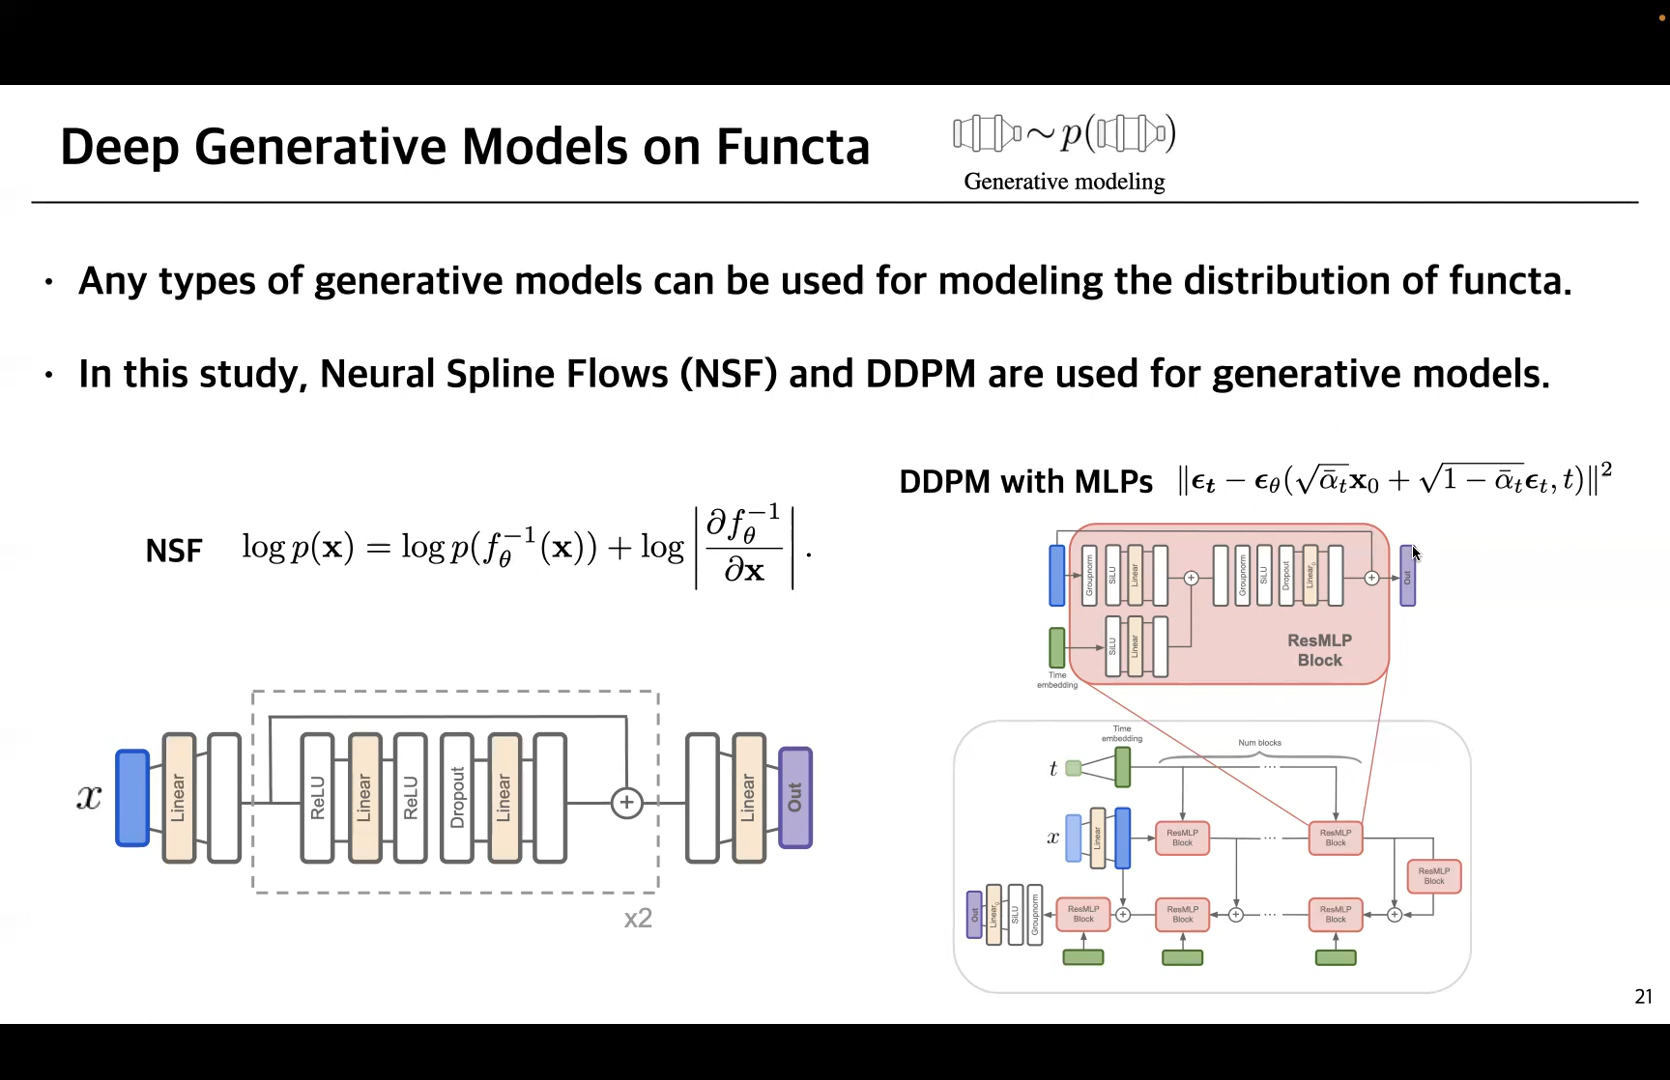 Deep Generative Models on Functa
∼ p( )
Generative modeling
• Any types of generative models can be used for modeling the distribution of functa.
• In this study, Neural Spline Flows (NSF) and DDPM are used for generative models.
NSF log p(x) = log p(f_θ^{-1}(x)) + log |∂f_θ^{-1} / ∂x| .
x
Linear
ReLU
Linear
ReLU
Dropout
Linear
+
Linear
Out
x2
DDPM with MLPs ‖ϵ_t − ϵ_θ(√ᾱ_t x_0 + √1 − ᾱ_t ϵ_t, t)‖²
Groupnorm
SiLU
Linear
+
Groupnorm
SiLU
Dropout
Linear₀
+
Out
SiLU
Linear
Time
embedding
ResMLP
Block
Time
embedding
Num blocks
t
...
x
Linear
ResMLP
Block
...
ResMLP
Block
ResMLP
Block
Out
Linear₀
SiLU
Groupnorm
ResMLP
Block
+
ResMLP
Block
+
...
ResMLP
Block
+
21